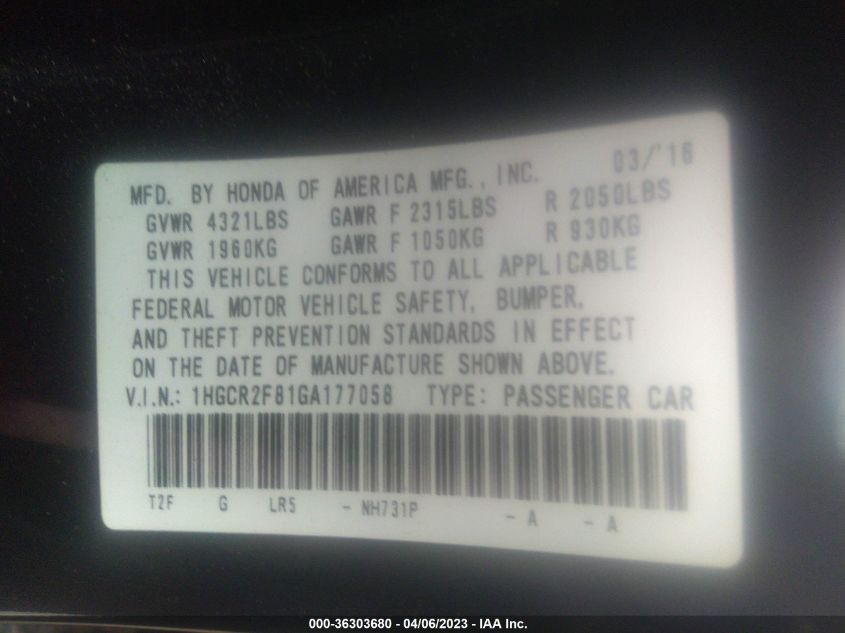 03/'16
MFD. BY HONDA OF AMERICA MFG., INC.
GVWR 4321LBS GAWR F 2315LBS R 2050LBS
GVWR 1960KG GAWR F 1050KG R 930KG
THIS VEHICLE CONFORMS TO ALL APPLICABLE
FEDERAL MOTOR VEHICLE SAFETY, BUMPER,
AND THEFT PREVENTION STANDARDS IN EFFECT
ON THE DATE OF MANUFACTURE SHOWN ABOVE.
V.I.N.: 1HGCR2F81GA177058 TYPE: PASSENGER CAR
T2F G LR5 - NH731P - A - A
000-36303680 - 04/06/2023 - IAA Inc.